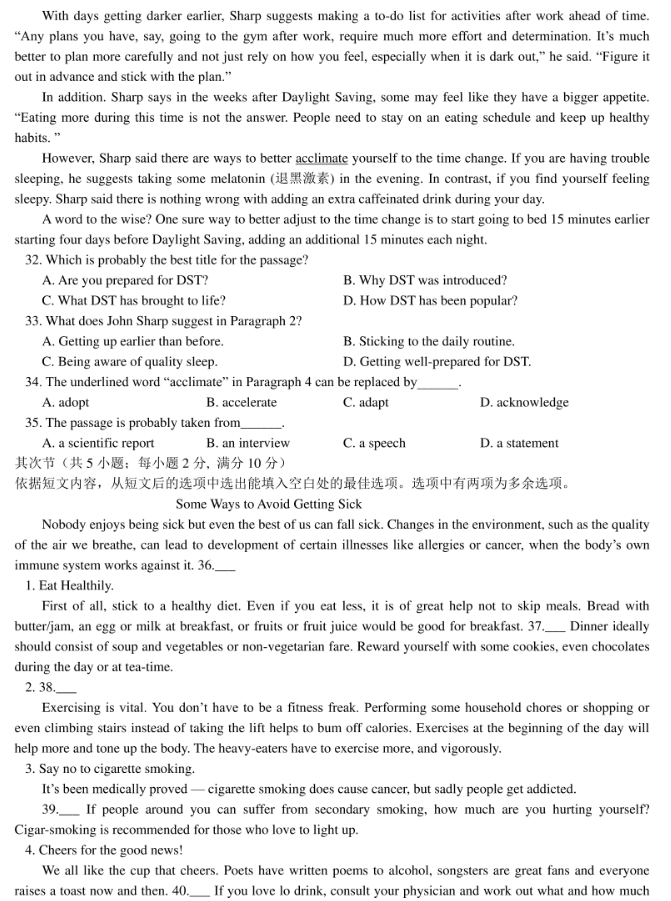 With days getting darker earlier, Sharp suggests making a to-do list for activities after work ahead of time.
“Any plans you have, say, going to the gym after work, require much more effort and determination. It’s much
better to plan more carefully and not just rely on how you feel, especially when it is dark out,” he said. “Figure it
out in advance and stick with the plan.”
In addition. Sharp says in the weeks after Daylight Saving, some may feel like they have a bigger appetite.
“Eating more during this time is not the answer. People need to stay on an eating schedule and keep up healthy
habits. ”
However, Sharp said there are ways to better acclimate yourself to the time change. If you are having trouble
sleeping, he suggests taking some melatonin (退黑激素) in the evening. In contrast, if you find yourself feeling
sleepy. Sharp said there is nothing wrong with adding an extra caffeinated drink during your day.
A word to the wise? One sure way to better adjust to the time change is to start going to bed 15 minutes earlier
starting four days before Daylight Saving, adding an additional 15 minutes each night.
32. Which is probably the best title for the passage?
A. Are you prepared for DST? B. Why DST was introduced?
C. What DST has brought to life? D. How DST has been popular?
33. What does John Sharp suggest in Paragraph 2?
A. Getting up earlier than before. B. Sticking to the daily routine.
C. Being aware of quality sleep. D. Getting well-prepared for DST.
34. The underlined word “acclimate” in Paragraph 4 can be replaced by______.
A. adopt B. accelerate C. adapt D. acknowledge
35. The passage is probably taken from______.
A. a scientific report B. an interview C. a speech D. a statement
其次节（共 5 小题；每小题 2 分, 满分 10 分）
依据短文内容，从短文后的选项中选出能填入空白处的最佳选项。选项中有两项为多余选项。
Some Ways to Avoid Getting Sick
Nobody enjoys being sick but even the best of us can fall sick. Changes in the environment, such as the quality
of the air we breathe, can lead to development of certain illnesses like allergies or cancer, when the body’s own
immune system works against it. 36.___
1. Eat Healthily.
First of all, stick to a healthy diet. Even if you eat less, it is of great help not to skip meals. Bread with
butter/jam, an egg or milk at breakfast, or fruits or fruit juice would be good for breakfast. 37.___ Dinner ideally
should consist of soup and vegetables or non-vegetarian fare. Reward yourself with some cookies, even chocolates
during the day or at tea-time.
2. 38.___
Exercising is vital. You don’t have to be a fitness freak. Performing some household chores or shopping or
even climbing stairs instead of taking the lift helps to bum off calories. Exercises at the beginning of the day will
help more and tone up the body. The heavy-eaters have to exercise more, and vigorously.
3. Say no to cigarette smoking.
It’s been medically proved — cigarette smoking does cause cancer, but sadly people get addicted.
39.___ If people around you can suffer from secondary smoking, how much are you hurting yourself?
Cigar-smoking is recommended for those who love to light up.
4. Cheers for the good news!
We all like the cup that cheers. Poets have written poems to alcohol, songsters are great fans and everyone
raises a toast now and then. 40.___ If you love lo drink, consult your physician and work out what and how much